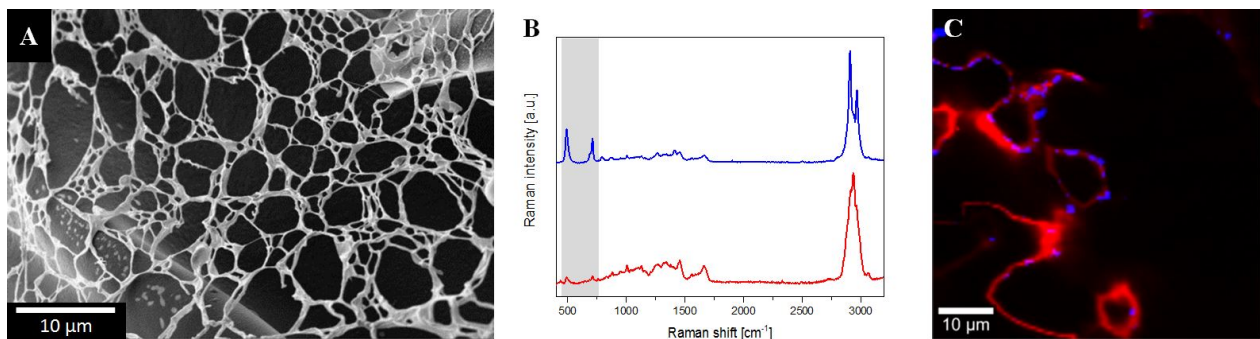 A
10 µm
B
Raman intensity [a.u.]
500 1000 1500 2000 2500 3000
Raman shift [cm⁻¹]
C
10 µm